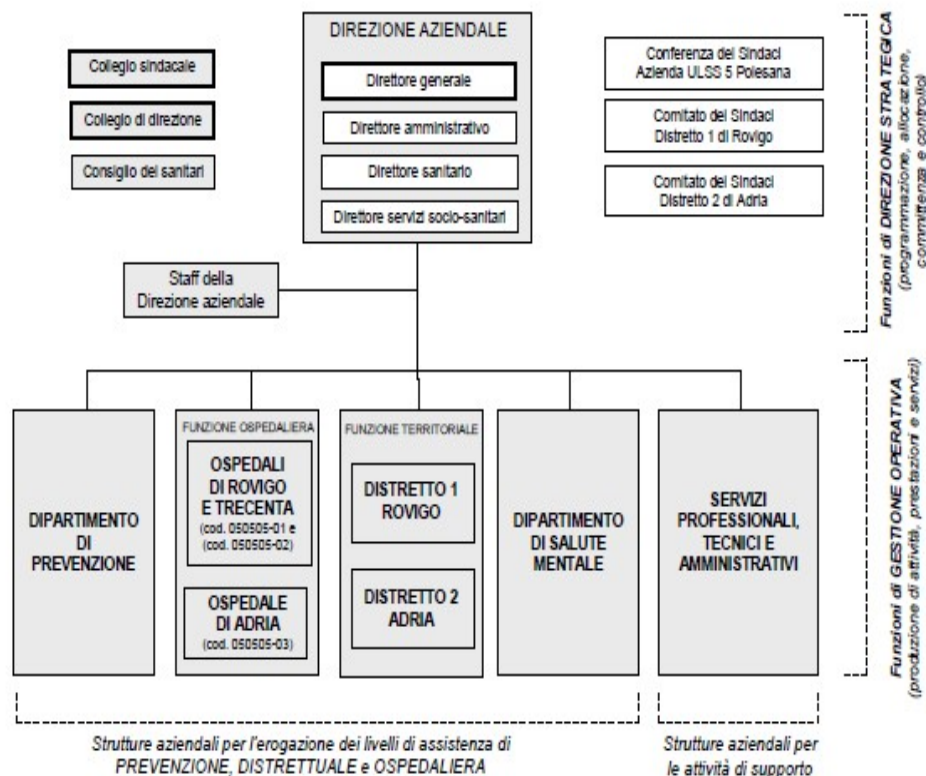 DIREZIONE AZIENDALE
Direttore generale
Direttore amministrativo
Direttore sanitario
Direttore servizi socio-sanitari
Collegio sindacale
Collegio di direzione
Consiglio dei sanitari
Conferenza dei Sindaci
Azienda ULSS 5 Polesana
Comitato dei Sindaci
Distretto 1 di Rovigo
Comitato dei Sindaci
Distretto 2 di Adria
Funzioni di DIREZIONE STRATEGICA
(programmazione, allocazione,
committenza e controllo)
Staff della
Direzione aziendale
DIPARTIMENTO
DI
PREVENZIONE
FUNZIONE OSPEDALIERA
OSPEDALI
DI ROVIGO
E TRECENTA
(cod. 050505-01 e
(cod. 050505-02)
OSPEDALE
DI ADRIA
(cod. 050505-03)
FUNZIONE TERRITORIALE
DISTRETTO 1
ROVIGO
DISTRETTO 2
ADRIA
DIPARTIMENTO
DI SALUTE
MENTALE
SERVIZI
PROFESSIONALI,
TECNICI E
AMMINISTRATIVI
Funzioni di GESTIONE OPERATIVA
(produzione di attività, prestazioni e servizi)
Strutture aziendali per l'erogazione dei livelli di assistenza di
PREVENZIONE, DISTRETTUALE e OSPEDALIERA
Strutture aziendali per
le attività di supporto